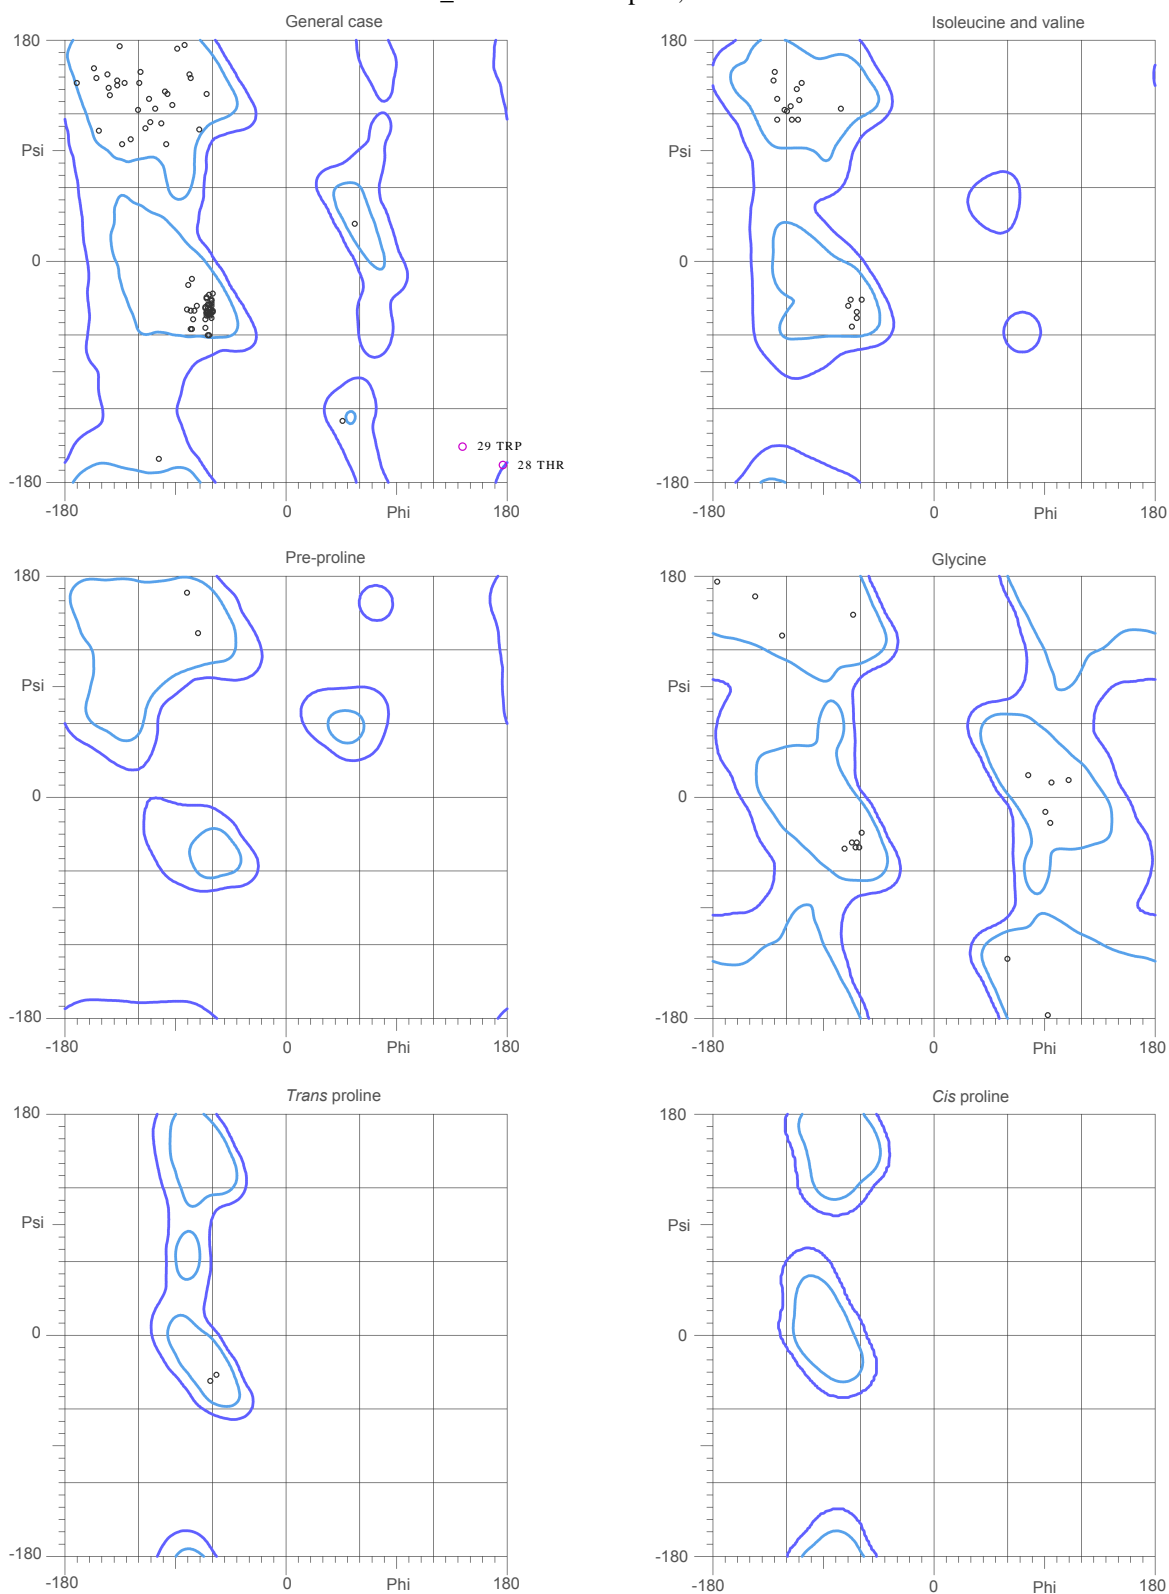 General case
180
Psi
0
-180
-180
0
Phi
180
29 TRP
28 THR
Isoleucine and valine
180
Psi
0
-180
-180
0
Phi
180
Pre-proline
180
Psi
0
-180
-180
0
Phi
180
Glycine
180
Psi
0
-180
-180
0
Phi
180
Trans proline
180
Psi
0
-180
-180
0
Phi
180
Cis proline
180
Psi
0
-180
-180
0
Phi
180